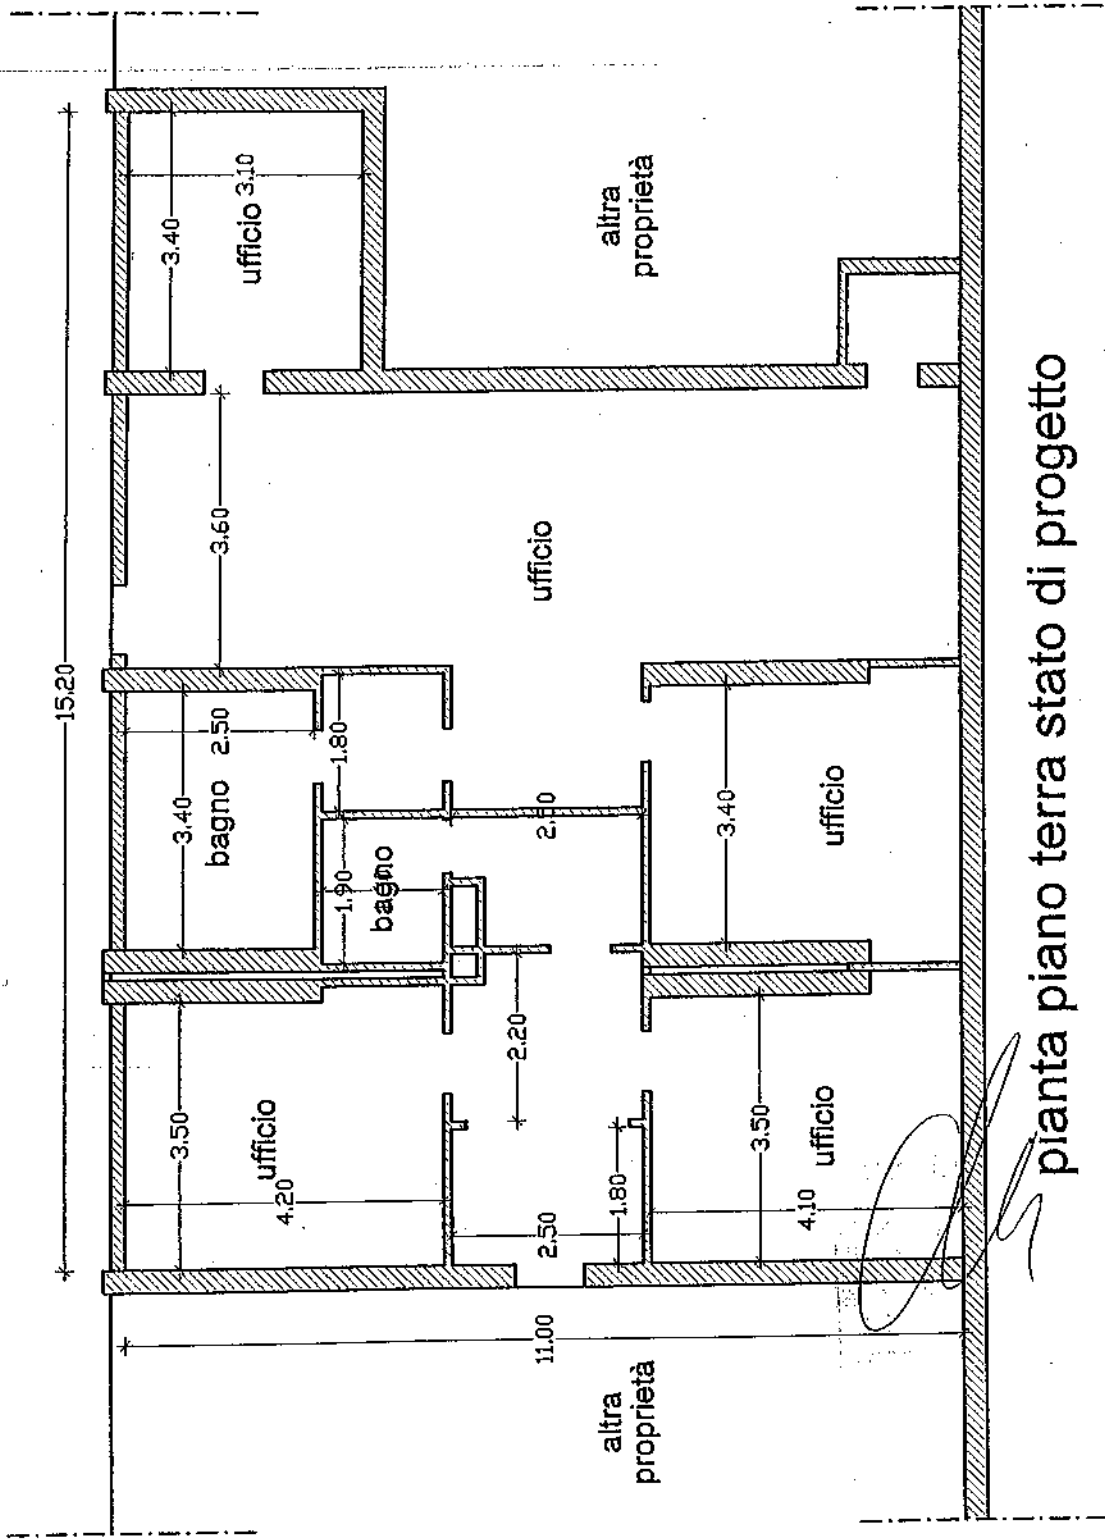 15.20
3.40
3.10
ufficio
altra
proprietà
3.60
ufficio
2.50
3.40
bagno
1.80
1.90
bagno
2.60
3.40
ufficio
2.20
3.50
ufficio
4.20
2.50
1.80
3.50
ufficio
4.10
11.00
altra
proprietà
pianta piano terra stato di progetto